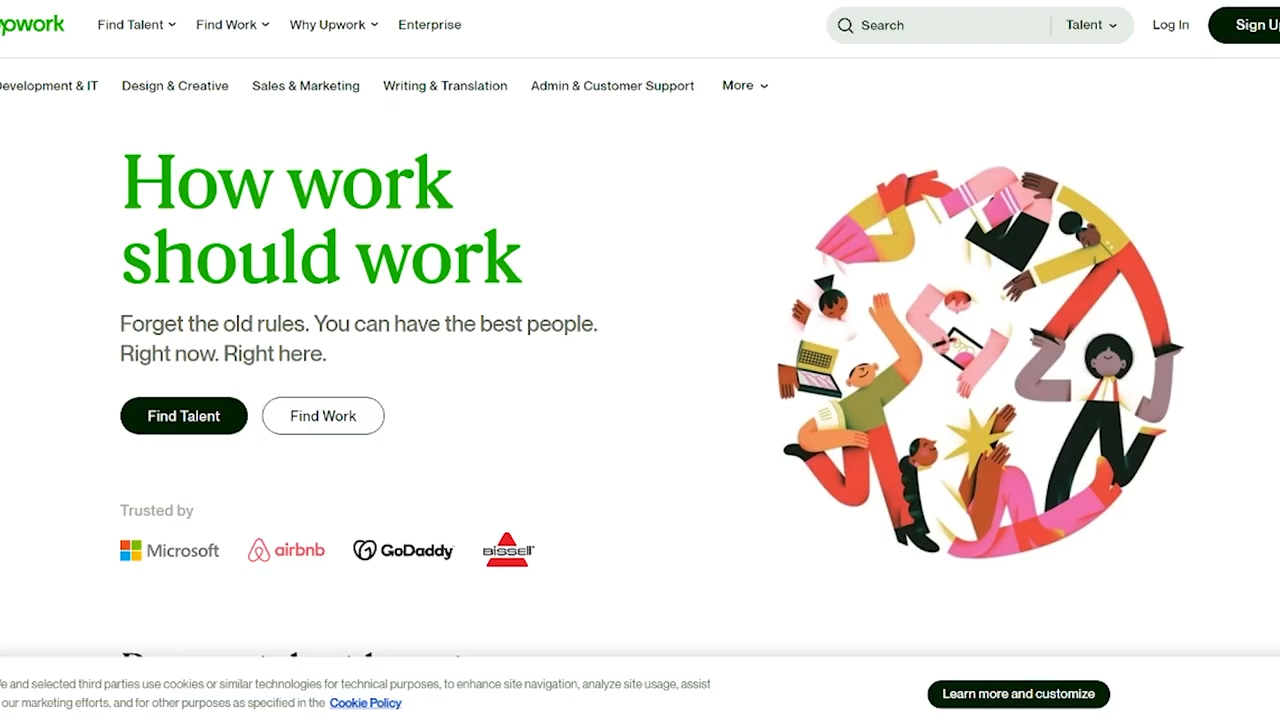 pwork Find Talent Find Work Why Upwork Enterprise Search Talent Log In Sign U
evelopment & IT Design & Creative Sales & Marketing Writing & Translation Admin & Customer Support More
How work
should work
Forget the old rules. You can have the best people.
Right now. Right here.
Find Talent Find Work
Trusted by
Microsoft airbnb GoDaddy BISSELL
e and selected third parties use cookies or similar technologies for technical purposes, to enhance site navigation, analyze site usage, assist
our marketing efforts, and for other purposes as specified in the Cookie Policy
Learn more and customize